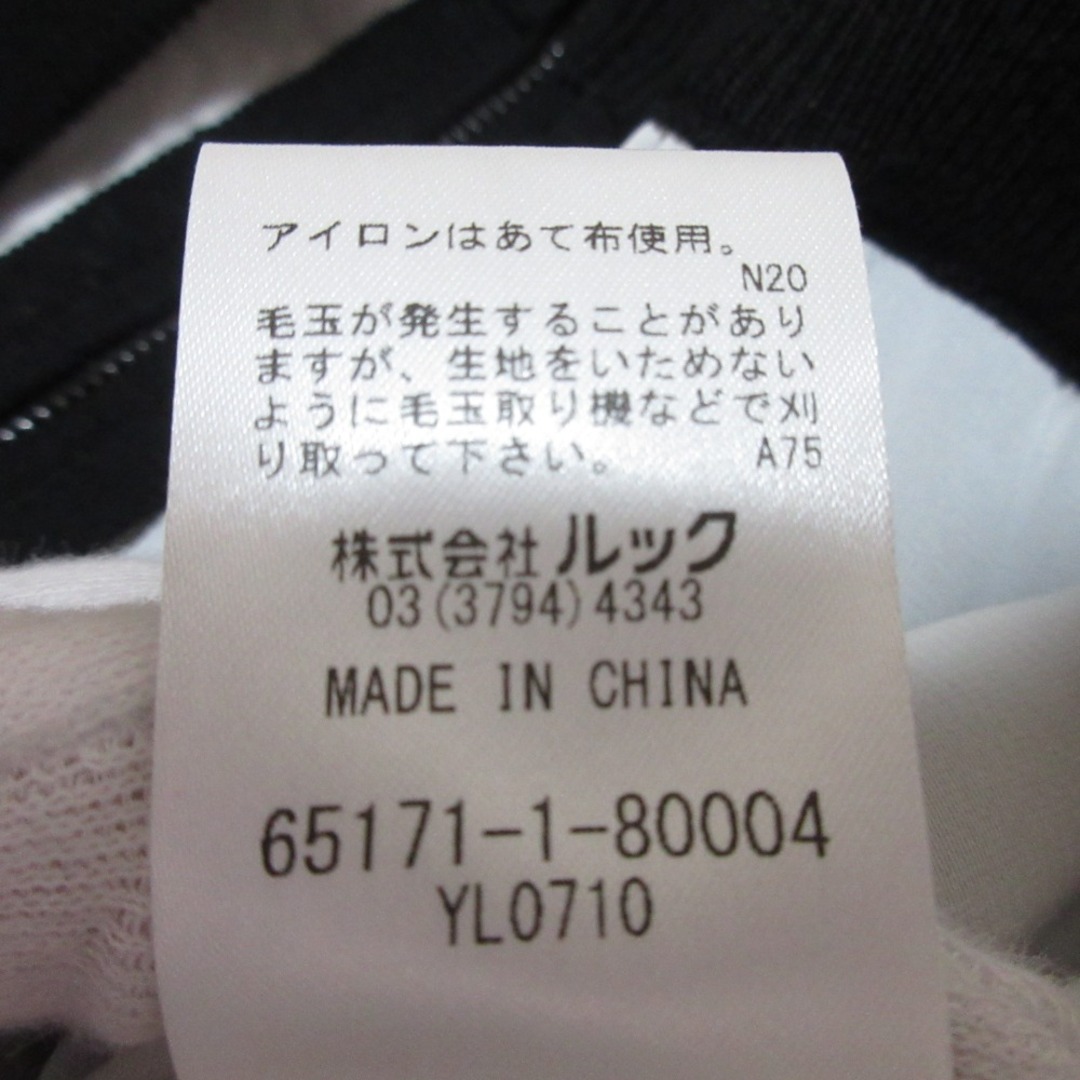 アイロンはあて布使用。
N20
毛玉が発生することがあり
ますが、生地をいためない
ように毛玉取り機などで刈
り取って下さい。 A75
株式会社ルック
03(3794)4343
MADE IN CHINA
65171-1-80004
YL0710